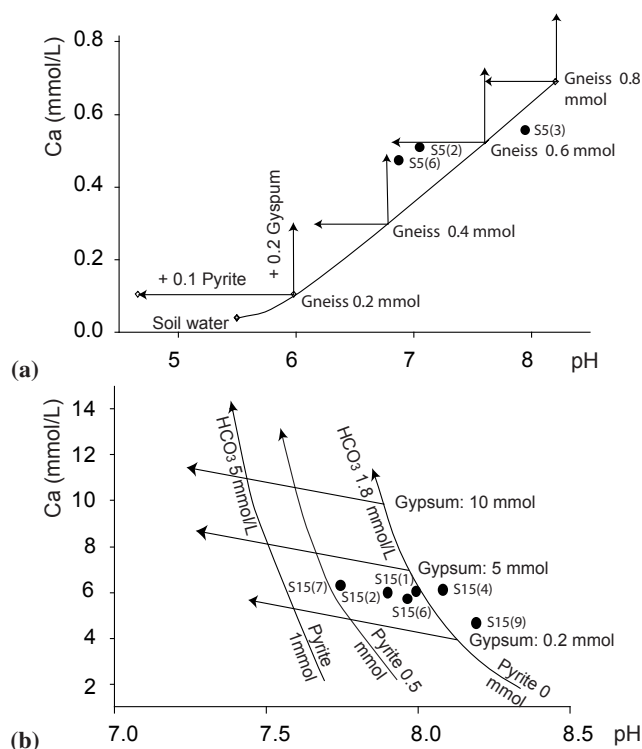 0.8
0.6
0.4
0.2
0.0
Ca (mmol/L)
Gneiss 0.8
mmol
S5(3)
S5(2)
S5(6)
Gneiss 0.6 mmol
Gneiss 0.4 mmol
+ 0.2 Gyspum
+ 0.1 Pyrite
Gneiss 0.2 mmol
Soil water
5
6
7
8
pH
(a)
Ca (mmol/L)
14
12
10
8
6
4
2
HCO3 5 mmol/L
HCO3 1.8 mmol/L
Gypsum: 10 mmol
Gypsum: 5 mmol
S15(7)
S15(2)
S15(1)
S15(6)
S15(4)
S15(9)
Gypsum: 0.2 mmol
Pyrite
1mmol
Pyrite 0.5
mmol
Pyrite 0
mmol
7.0
7.5
8.0
8.5
pH
(b)